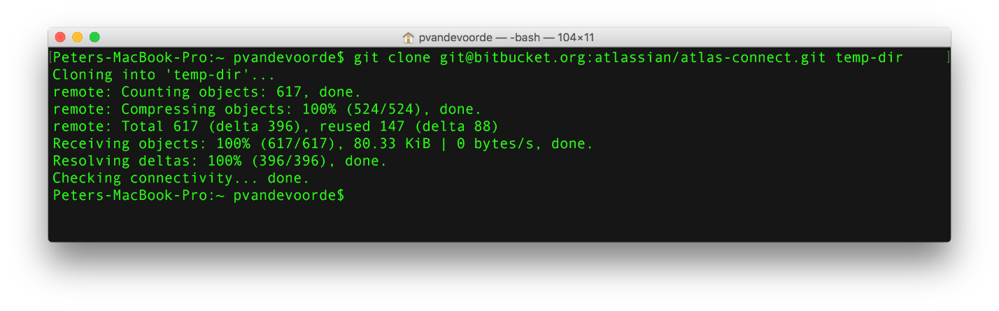 pvandevoorde — -bash — 104×11
[Peters-MacBook-Pro:~ pvandevoorde$ git clone git@bitbucket.org:atlassian/atlas-connect.git temp-dir ]
Cloning into 'temp-dir'...
remote: Counting objects: 617, done.
remote: Compressing objects: 100% (524/524), done.
remote: Total 617 (delta 396), reused 147 (delta 88)
Receiving objects: 100% (617/617), 80.33 KiB | 0 bytes/s, done.
Resolving deltas: 100% (396/396), done.
Checking connectivity... done.
Peters-MacBook-Pro:~ pvandevoorde$